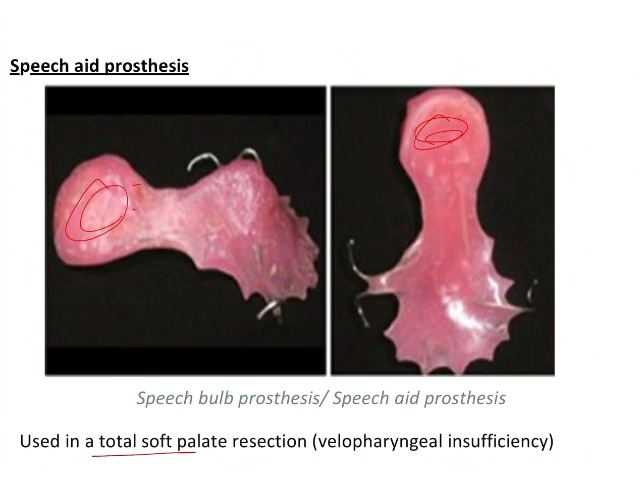 Speech aid prosthesis
Speech bulb prosthesis/ Speech aid prosthesis
Used in a total soft palate resection (velopharyngeal insufficiency)